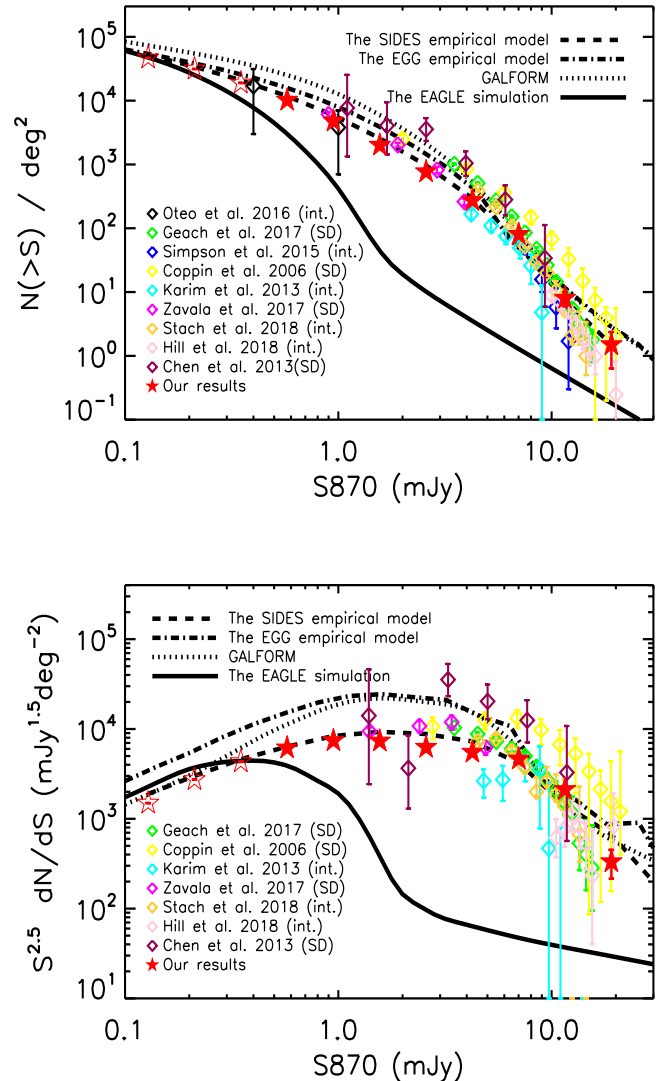 10^5
10^4
10^3
10^2
10^1
10^0
10^-1
N(>S) / deg^2
The SIDES empirical model
The EGG empirical model
GALFORM
The EAGLE simulation
Oteo et al. 2016 (int.)
Geach et al. 2017 (SD)
Simpson et al. 2015 (int.)
Coppin et al. 2006 (SD)
Karim et al. 2013 (int.)
Zavala et al. 2017 (SD)
Stach et al. 2018 (int.)
Hill et al. 2018 (int.)
Chen et al. 2013(SD)
Our results
0.1 1.0 10.0
S870 (mJy)
10^5
10^4
10^3
10^2
10^1
S^2.5 dN/dS (mJy^1.5deg^-2)
The SIDES empirical model
The EGG empirical model
GALFORM
The EAGLE simulation
Geach et al. 2017 (SD)
Coppin et al. 2006 (SD)
Karim et al. 2013 (int.)
Zavala et al. 2017 (SD)
Stach et al. 2018 (int.)
Hill et al. 2018 (int.)
Chen et al. 2013 (SD)
Our results
0.1 1.0 10.0
S870 (mJy)